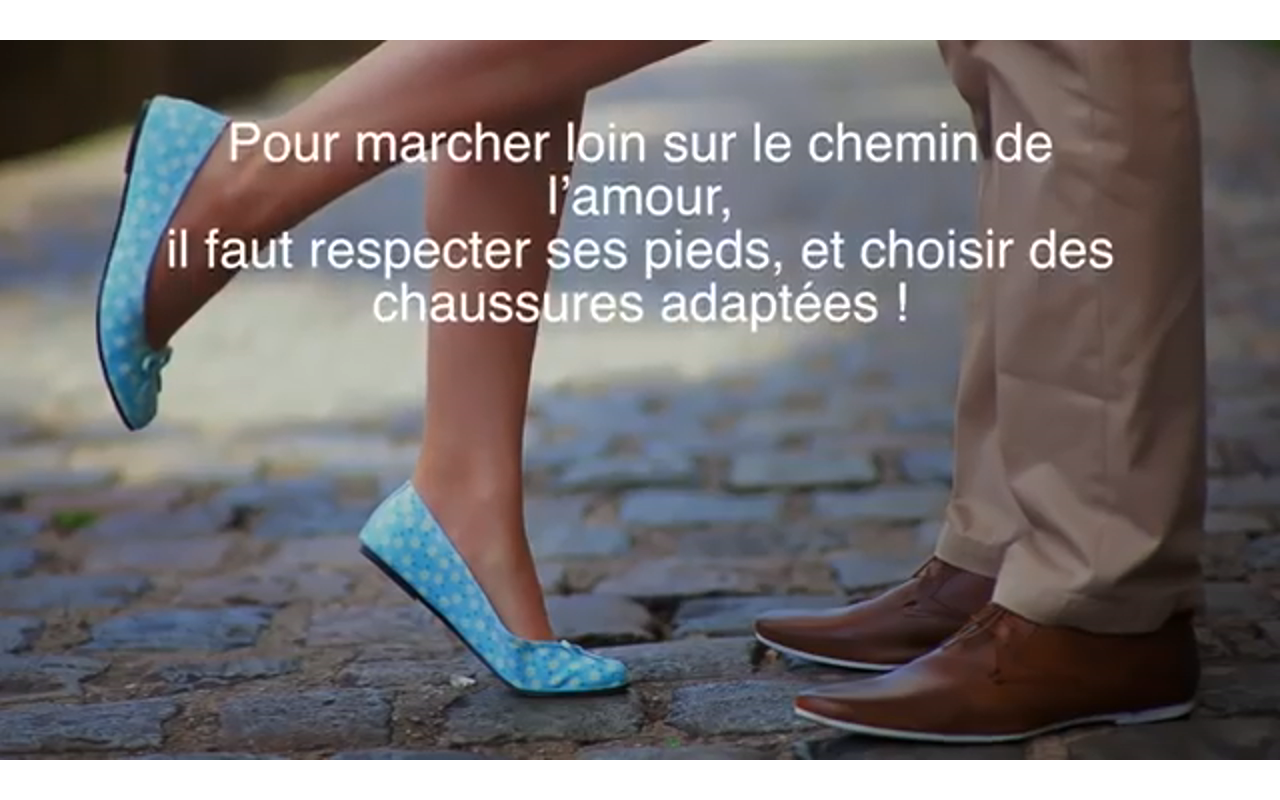 Pour marcher loin sur le chemin de
l’amour,
il faut respecter ses pieds, et choisir des
chaussures adaptées !